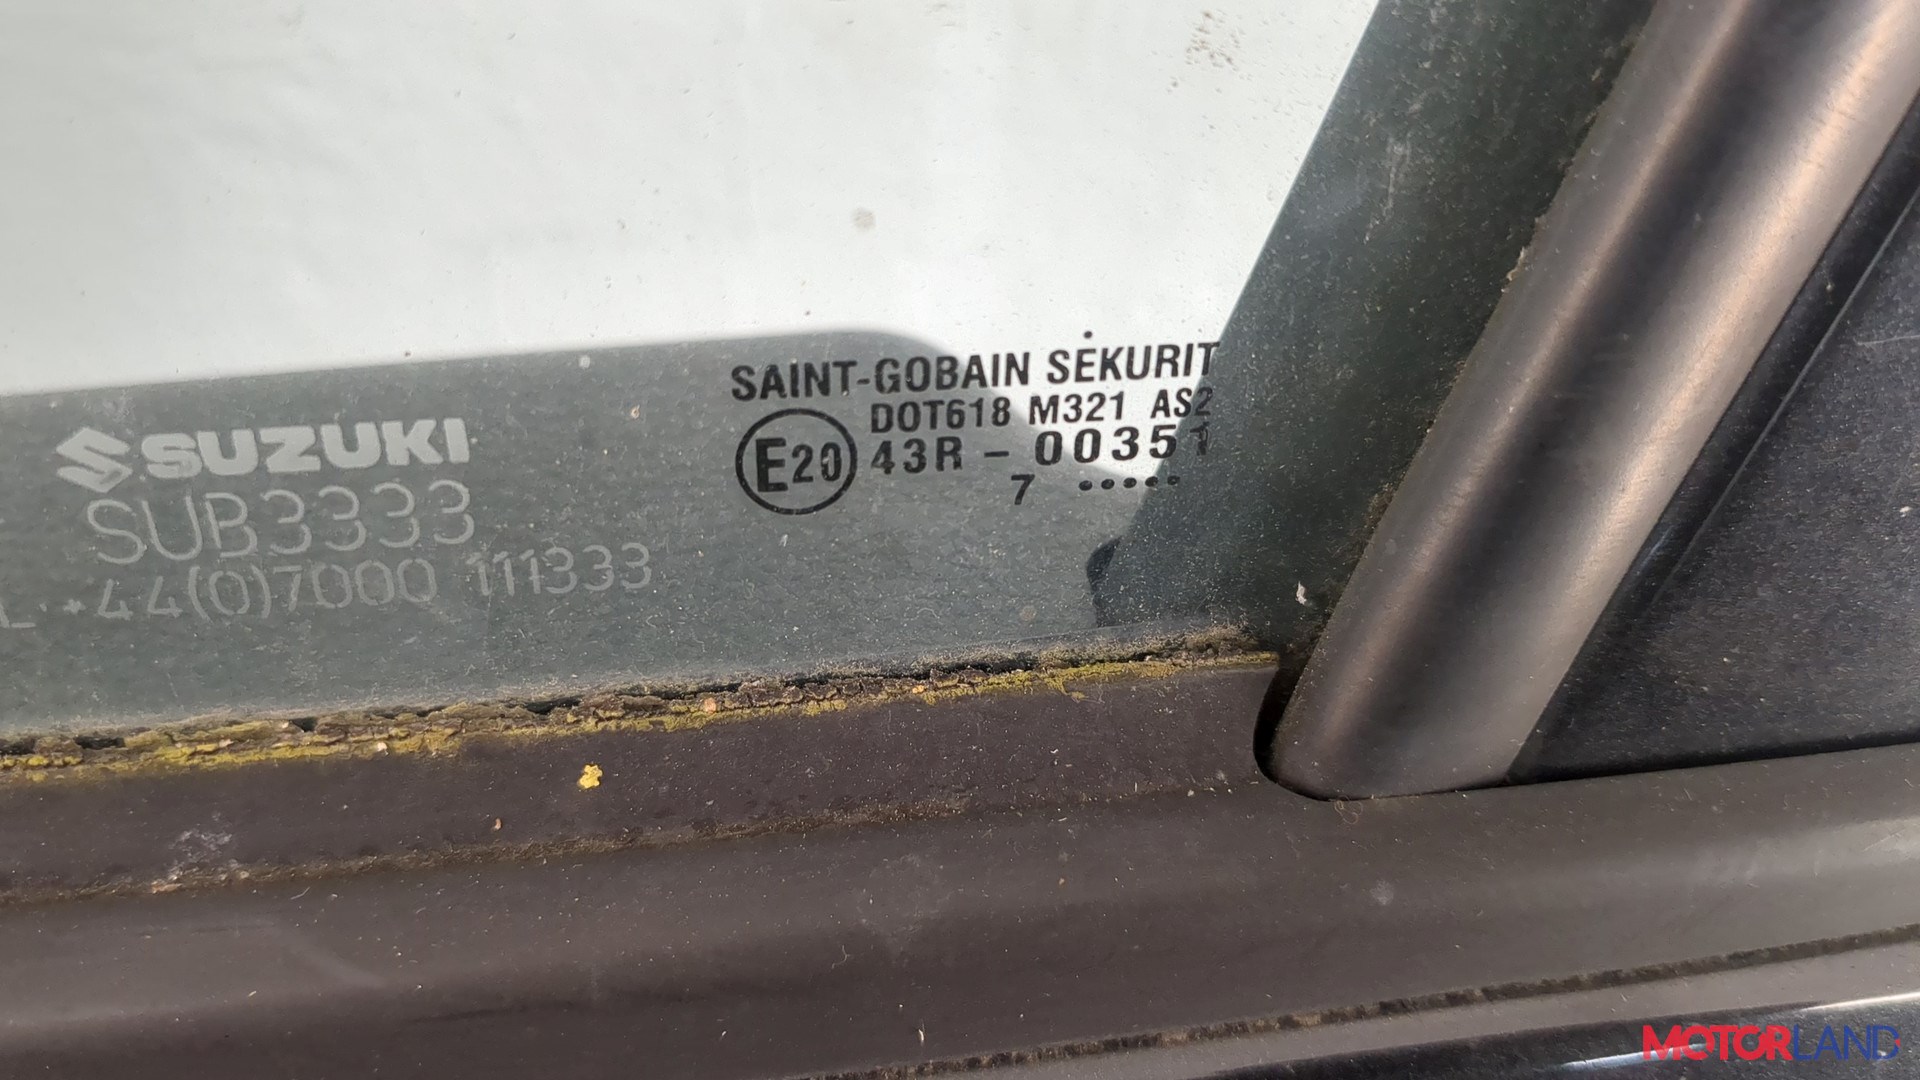 SUZUKI
SUB3333
+44(0)7000 111333
SAINT-GOBAIN SEKURIT
DOT618 M321 AS2
E20 43R - 00351
7 •••••
MOTORLAND